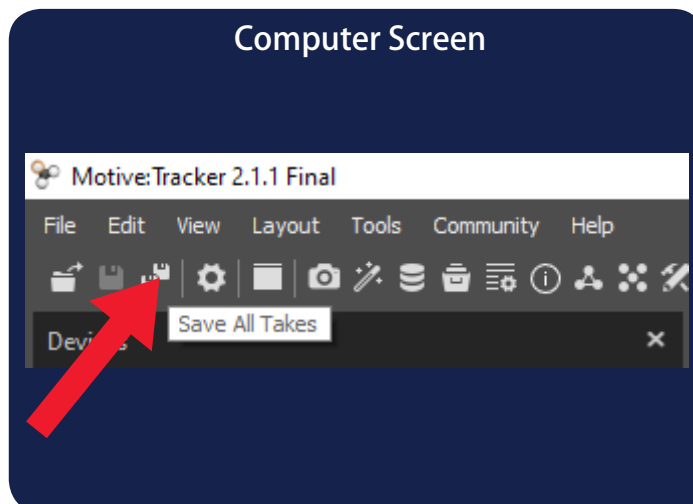 Computer Screen
Motive:Tracker 2.1.1 Final
File Edit View Layout Tools Community Help
Save All Takes